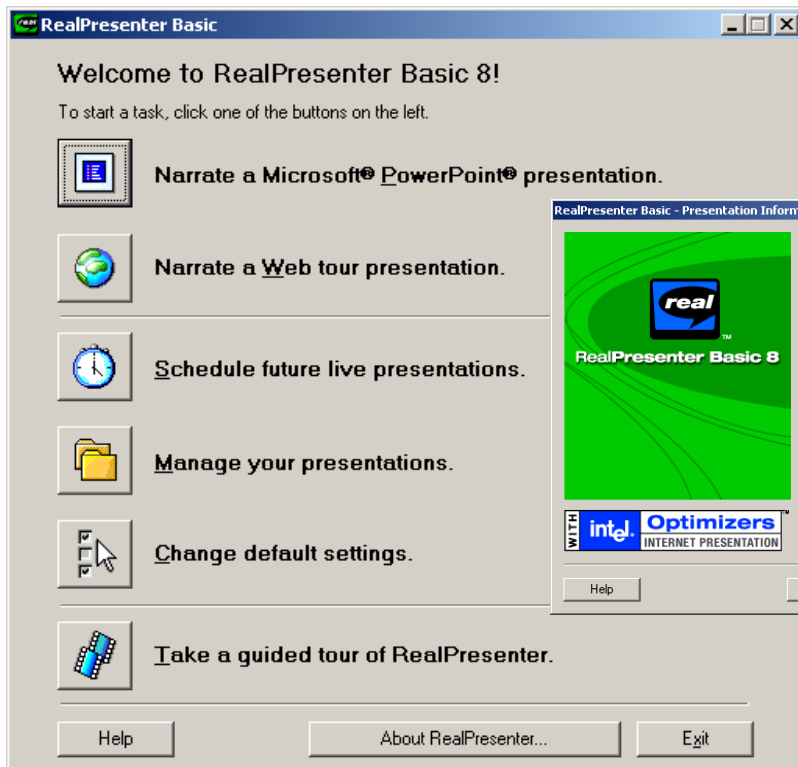 real
RealPresenter Basic
Welcome to RealPresenter Basic 8!
To start a task, click one of the buttons on the left.
Narrate a Microsoft® PowerPoint® presentation.
Narrate a Web tour presentation.
Schedule future live presentations.
Manage your presentations.
Change default settings.
Take a guided tour of RealPresenter.
Help
About RealPresenter...
Exit
RealPresenter Basic - Presentation Inform
real
™
RealPresenter Basic 8
WITH
intel.
Optimizers™
INTERNET PRESENTATION
Help